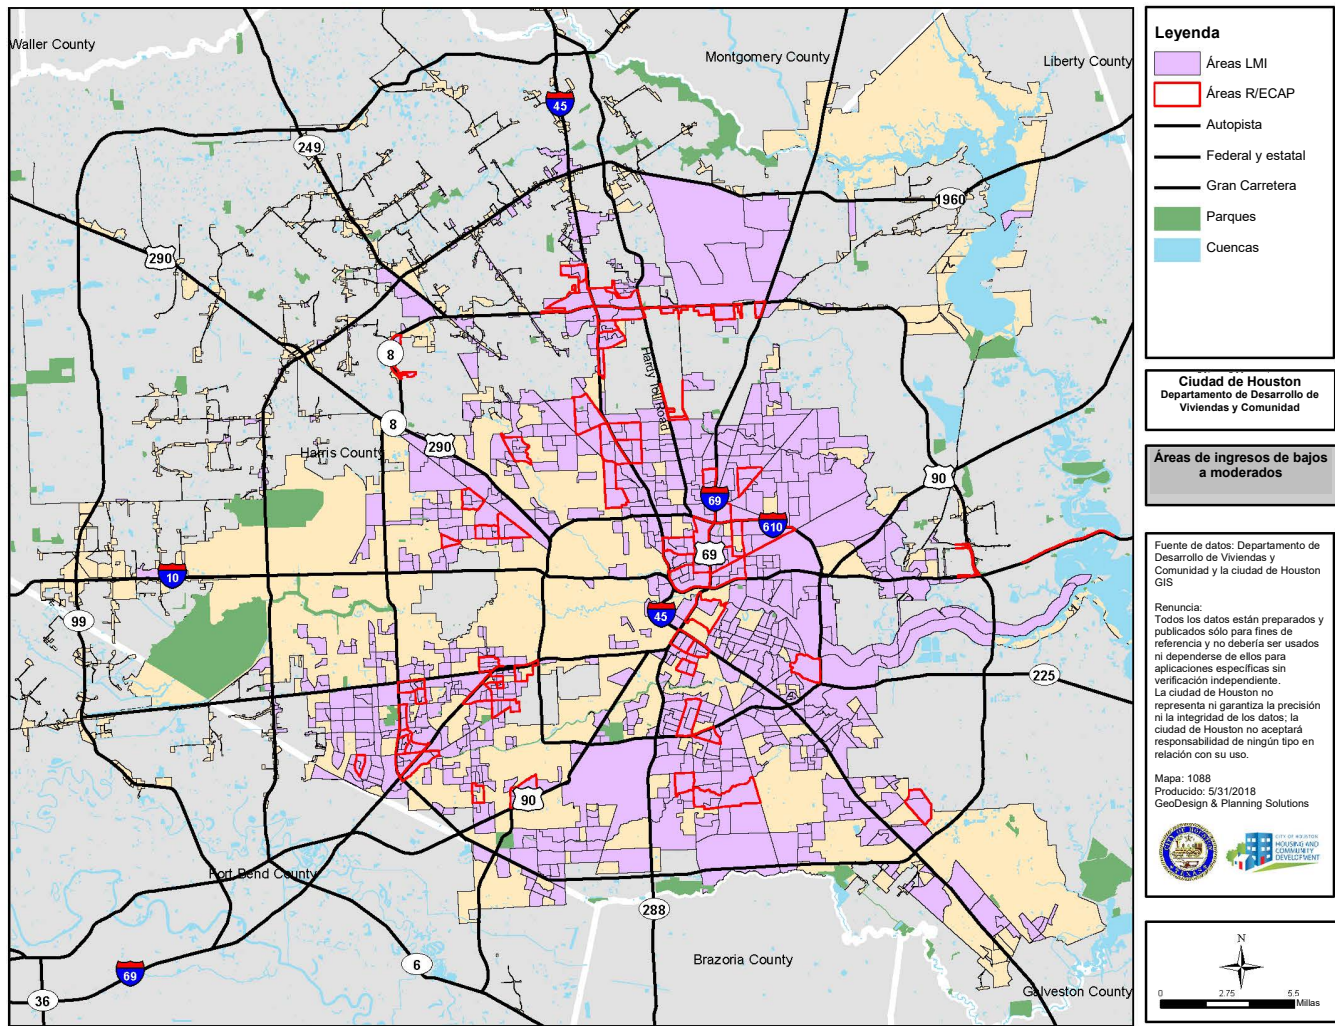 Waller County
Montgomery County
Liberty County
45
249
1960
290
8
Hardy Toll Road
8
290
Harris County
90
69
610
69
10
99
45
225
90
Fort Bend County
288
6
Brazoria County
69
36
Galveston County
Leyenda
Áreas LMI
Áreas R/ECAP
Autopista
Federal y estatal
Gran Carretera
Parques
Cuencas
Ciudad de Houston
Departamento de Desarrollo de
Viviendas y Comunidad
Áreas de ingresos de bajos
a moderados
Fuente de datos: Departamento de
Desarrollo de Viviendas y
Comunidad y la ciudad de Houston
GIS
Renuncia:
Todos los datos están preparados y
publicados sólo para fines de
referencia y no debería ser usados
ni dependerse de ellos para
aplicaciones específicas sin
verificación independiente.
La ciudad de Houston no
representa ni garantiza la precisión
ni la integridad de los datos; la
ciudad de Houston no aceptará
responsabilidad de ningún tipo en
relación con su uso.
Mapa: 1088
Producido: 5/31/2018
GeoDesign & Planning Solutions
CITY OF HOUSTON
HOUSING AND
COMMUNITY
DEVELOPMENT
N
0 2.75 5.5
Millas